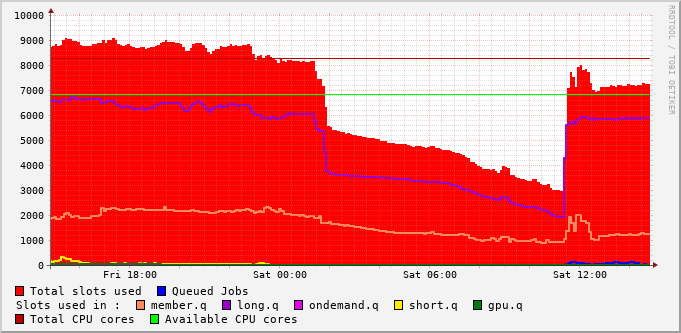 10000
9000
8000
7000
6000
5000
4000
3000
2000
1000
0
Fri 18:00 Sat 00:00 Sat 06:00 Sat 12:00
RRDTOOL / TOBI OETIKER
Total slots used Queued Jobs
Slots used in : member.q long.q ondemand.q short.q gpu.q
Total CPU cores Available CPU cores